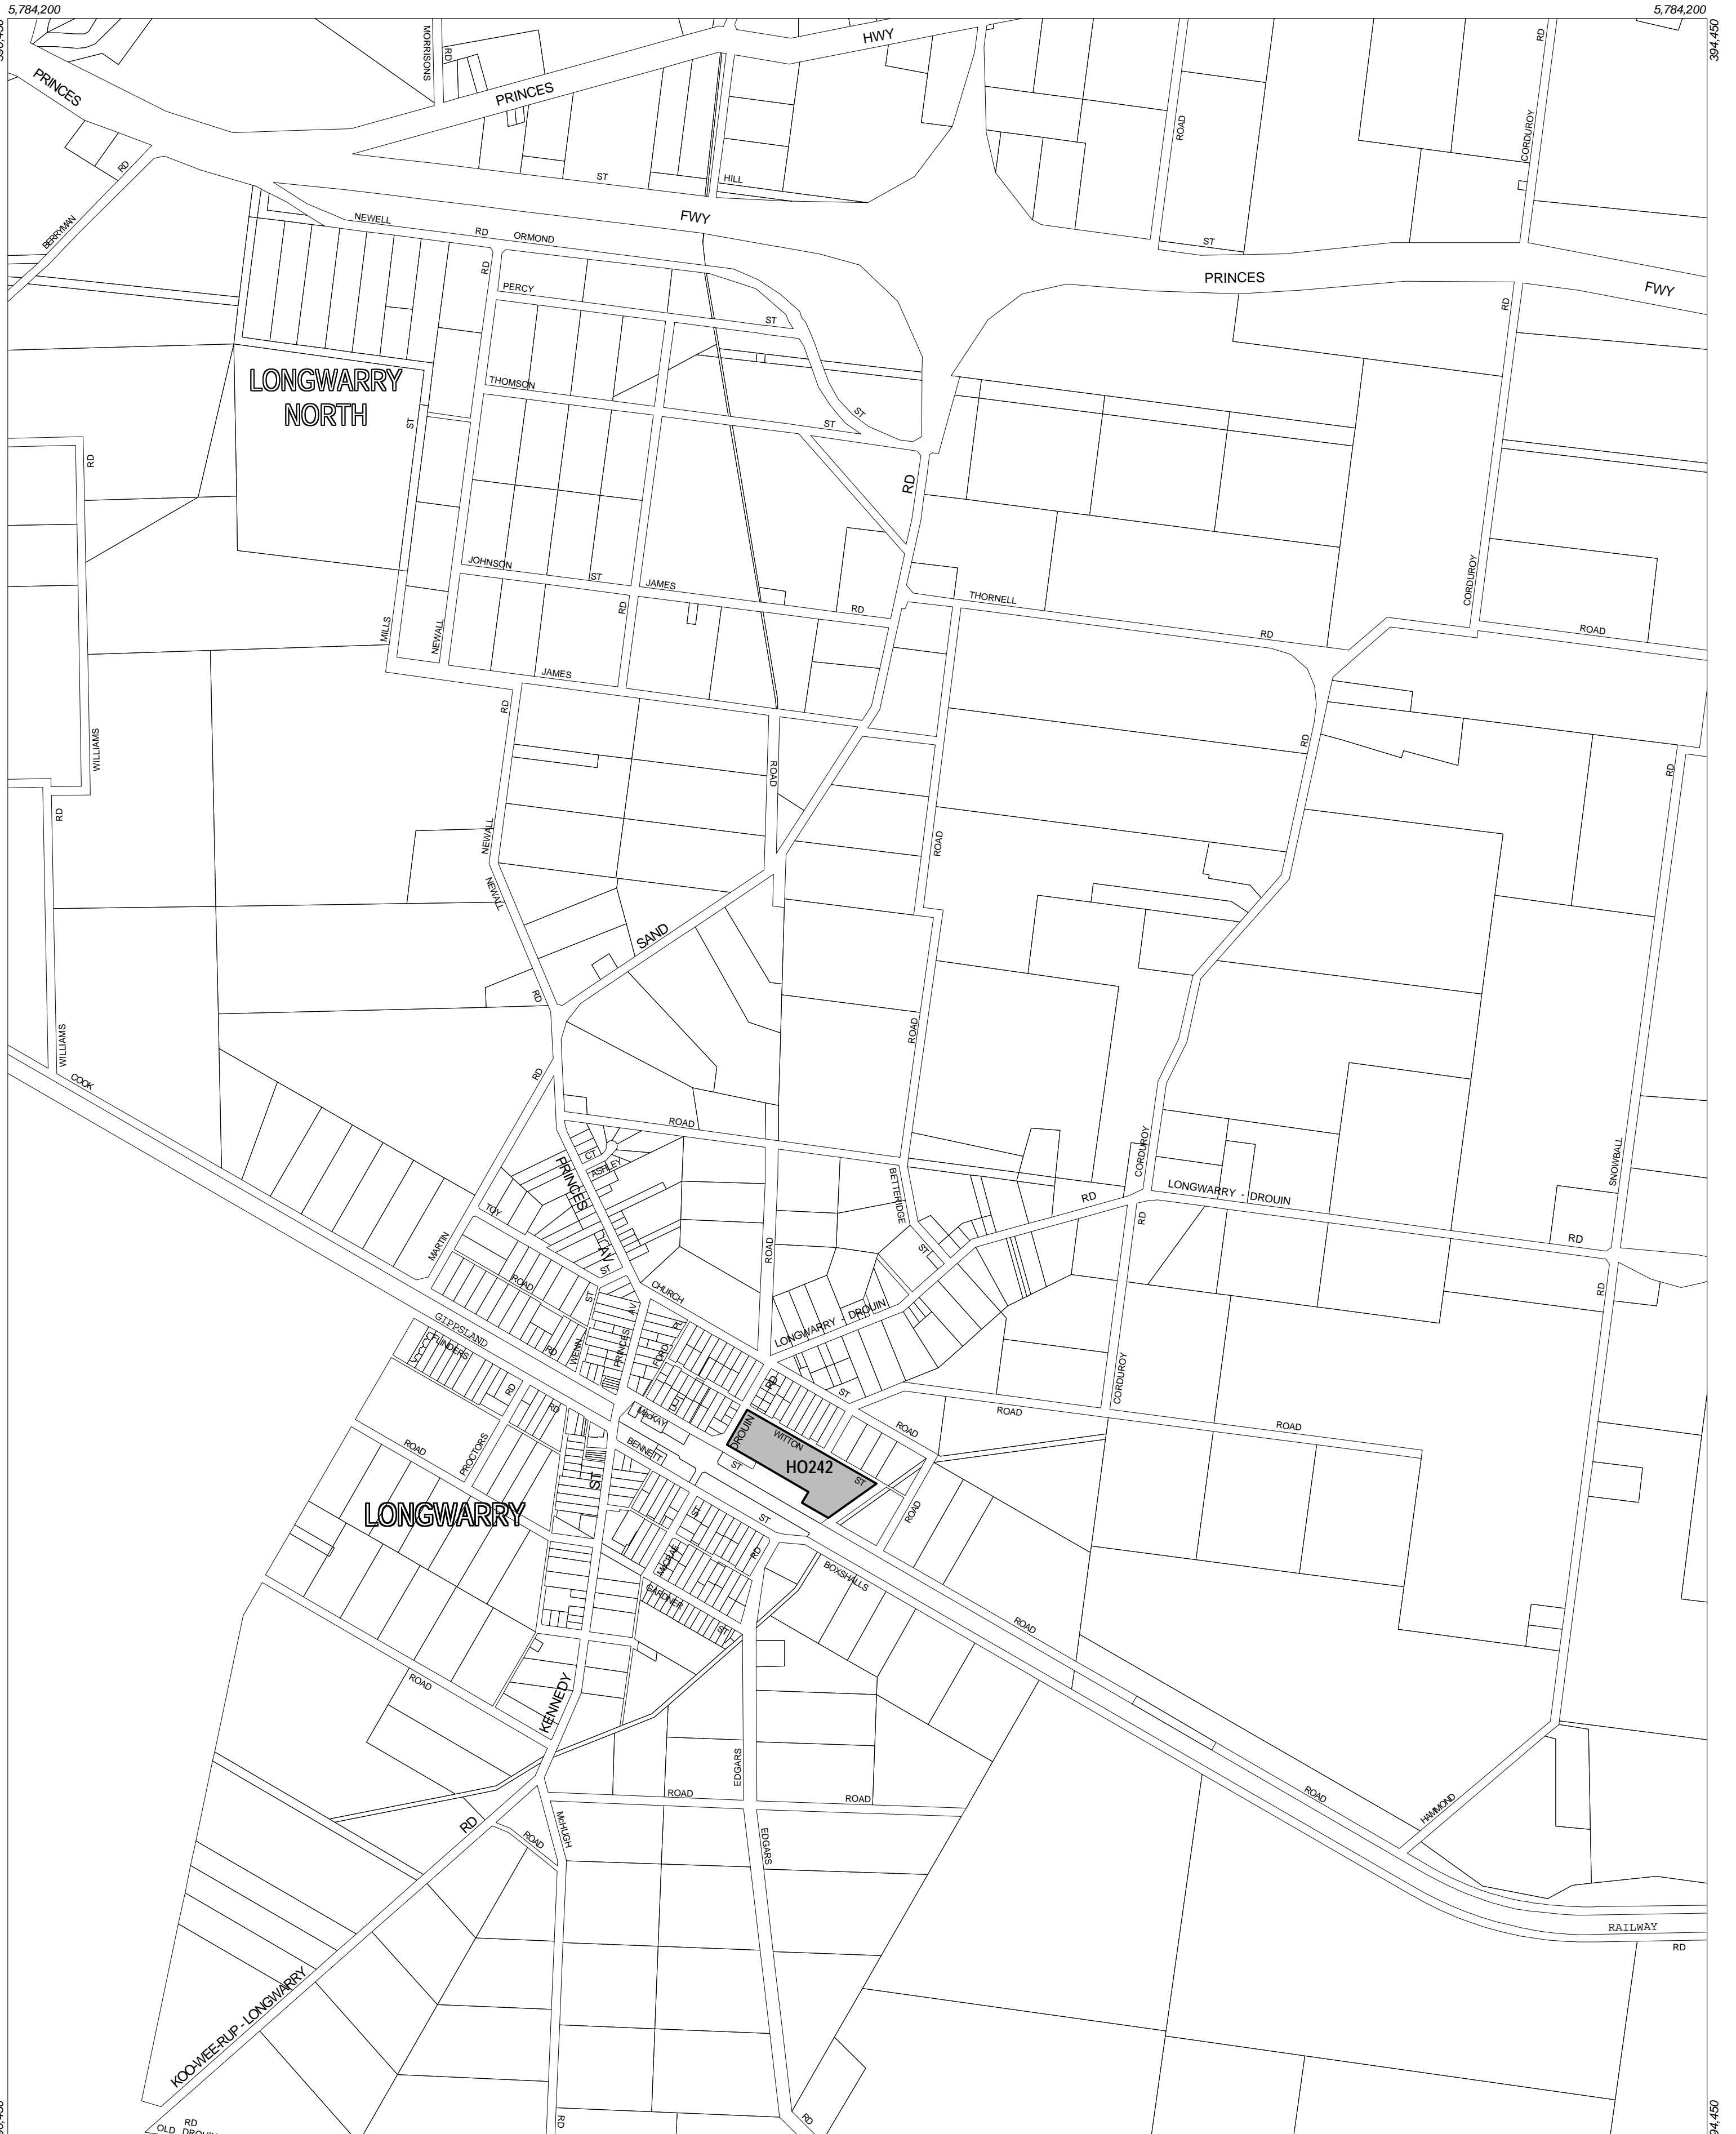 5,784,200
5,784,200
394,450
MORRISONS
RD
HWY
RD
PRINCES
PRINCES
ROAD
CORDUROY
RD
ST
HILL
BERRYMAN
NEWELL
RD
ORMOND
FWY
ST
PRINCES
FWY
RD
PERCY
ST
RD
LONGWARRY
NORTH
THOMSON
ST
ST
ST
RD
RD
JOHNSON
ST
JAMES
RD
THORNELL
RD
CORDUROY
ROAD
MILLS
NEWALL
RD
JAMES
RD
WILLIAMS
ROAD
RD
RD
RD
NEWALL
ROAD
NEWALL
SAND
RD
ROAD
WILLIAMS
COOK
RD
ROAD
CT
ASHLEY
PRINCES
BETTERIDGE
CORDUROY
SNOWBALL
LONGWARRY - DROUIN
RD
RD
RD
TOY
MARTIN
AV
ST
ROAD
ST
ROAD
CHURCH
ST
RD
GIPPSLAND
FLINDERS
RD
WENN
PRINCES
AV
FORD
PL
LONGWARRY - DROUIN
CORDUROY
RD
RD
RD
ST
McKAY
DROUIN
WITTON
HO242
ST
ST
ROAD
ROAD
ROAD
ROAD
PROCTORS
BENNETT
ST
LONGWARRY
ST
ST
ROAD
McCRAE
RD
BOXSHALLS
GARDNER
ST
ROAD
ROAD
KENNEDY
EDGARS
ROAD
ROAD
ROAD
HAMMOND
RD
ROAD
McHUGH
EDGARS
RAILWAY
RD
KOO-WEE-RUP - LONGWARRY
RD
OLD
RD
RD